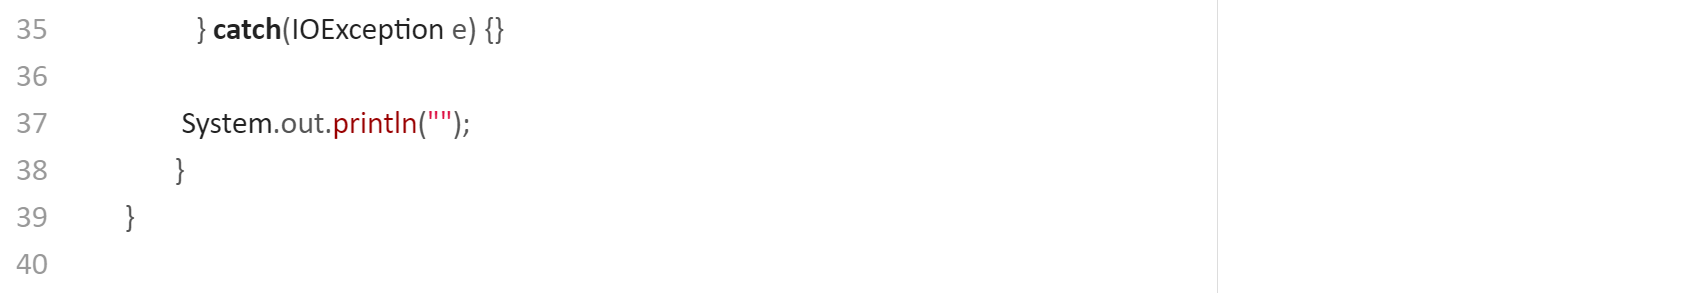 35 } catch(IOException e) {}
36
37 System.out.println("");
38 }
39 }
40